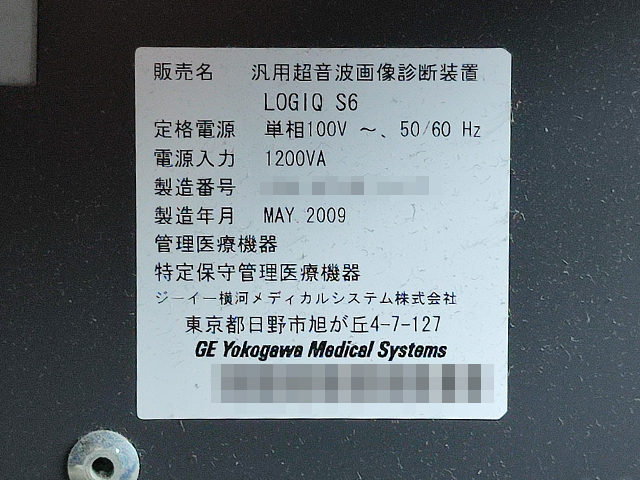 販売名 汎用超音波画像診断装置
LOGIQ S6
定格電源 単相100V ～、50/60 Hz
電源入力 1200VA
製造番号
製造年月 MAY 2009
管理医療機器
特定保守管理医療機器
ジーイー横河メディカルシステム株式会社
東京都日野市旭が丘4-7-127
GE Yokogawa Medical Systems